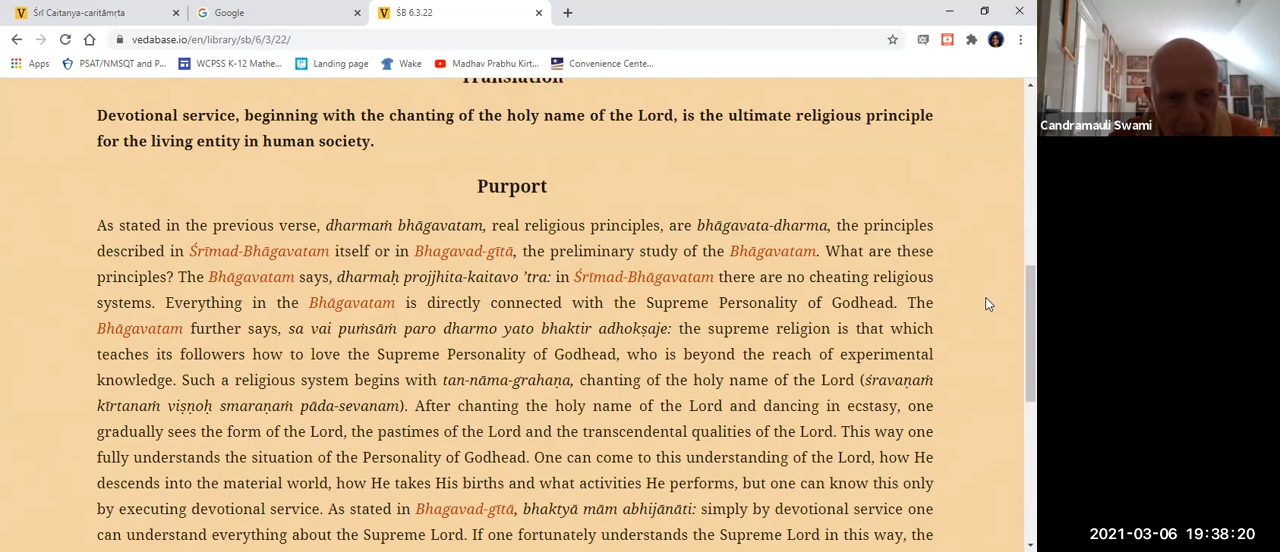 Śrī Caitanya-caritāmṛta
Google
ŚB 6.3.22
vedabase.io/en/library/sb/6/3/22/
Apps
PSAT/NMSQT and P...
WCPSS K-12 Mathe...
Landing page
Wake
Madhav Prabhu Kirt...
Convenience Cente...
Translation
Devotional service, beginning with the chanting of the holy name of the Lord, is the ultimate religious principle
for the living entity in human society.
Purport
As stated in the previous verse, dharmaṁ bhāgavatam, real religious principles, are bhāgavata-dharma, the principles
described in Śrīmad-Bhāgavatam itself or in Bhagavad-gītā, the preliminary study of the Bhāgavatam. What are these
principles? The Bhāgavatam says, dharmaḥ projjhita-kaitavo ’tra: in Śrīmad-Bhāgavatam there are no cheating religious
systems. Everything in the Bhāgavatam is directly connected with the Supreme Personality of Godhead. The
Bhāgavatam further says, sa vai puṁsāṁ paro dharmo yato bhaktir adhokṣaje: the supreme religion is that which
teaches its followers how to love the Supreme Personality of Godhead, who is beyond the reach of experimental
knowledge. Such a religious system begins with tan-nāma-grahaṇa, chanting of the holy name of the Lord (śravaṇaṁ
kīrtanaṁ viṣṇoḥ smaraṇaṁ pāda-sevanam). After chanting the holy name of the Lord and dancing in ecstasy, one
gradually sees the form of the Lord, the pastimes of the Lord and the transcendental qualities of the Lord. This way one
fully understands the situation of the Personality of Godhead. One can come to this understanding of the Lord, how He
descends into the material world, how He takes His births and what activities He performs, but one can know this only
by executing devotional service. As stated in Bhagavad-gītā, bhaktyā mām abhijānāti: simply by devotional service one
can understand everything about the Supreme Lord. If one fortunately understands the Supreme Lord in this way, the
Candramauli Swami
2021-03-06 19:38:20